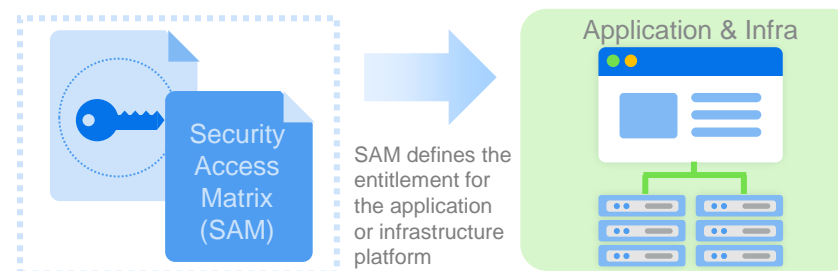 Security
Access
Matrix
(SAM)
SAM defines the
entitlement for
the application
or infrastructure
platform
Application & Infra